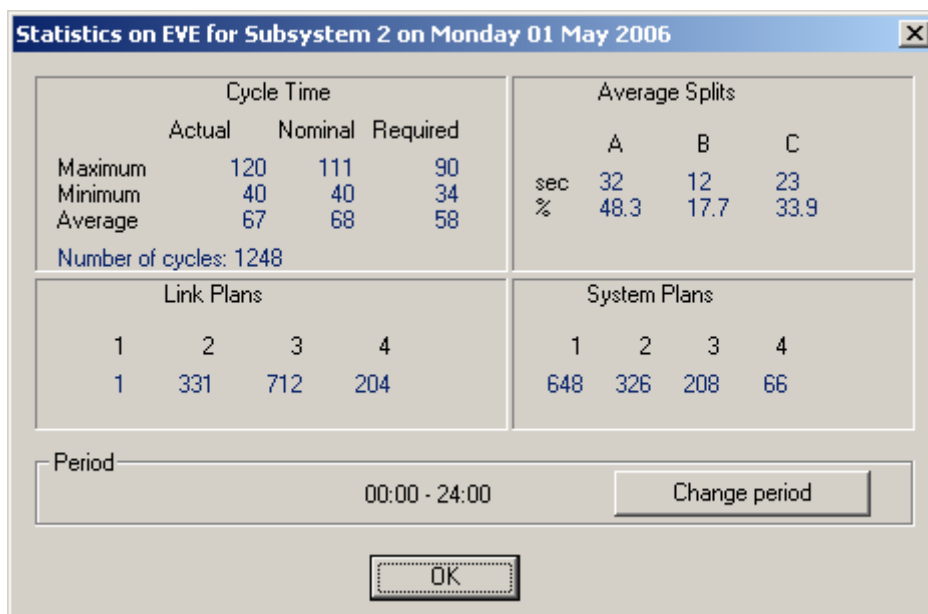 Statistics on EVE for Subsystem 2 on Monday 01 May 2006
Cycle Time
Actual Nominal Required
Maximum 120 111 90
Minimum 40 40 34
Average 67 68 58
Number of cycles: 1248
Average Splits
A B C
sec 32 12 23
% 48.3 17.7 33.9
Link Plans
1 2 3 4
1 331 712 204
System Plans
1 2 3 4
648 326 208 66
Period
00:00 - 24:00
Change period
OK